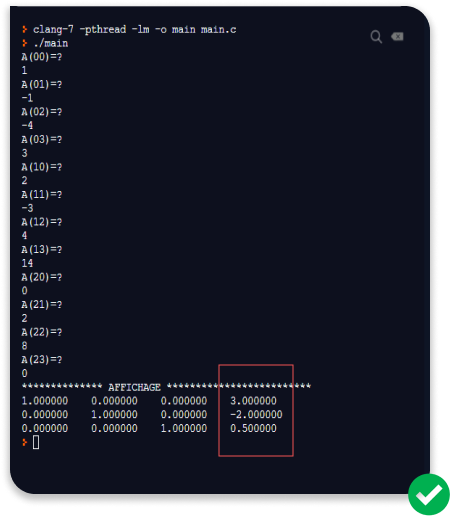 clang-7 -pthread -lm -o main main.c
./main
A(00)=?
1
A(01)=?
-1
A(02)=?
-4
A(03)=?
3
A(10)=?
2
A(11)=?
-3
A(12)=?
4
A(13)=?
14
A(20)=?
0
A(21)=?
2
A(22)=?
8
A(23)=?
0
************** AFFICHAGE *************************
1.000000 0.000000 0.000000 3.000000
0.000000 1.000000 0.000000 -2.000000
0.000000 0.000000 1.000000 0.500000